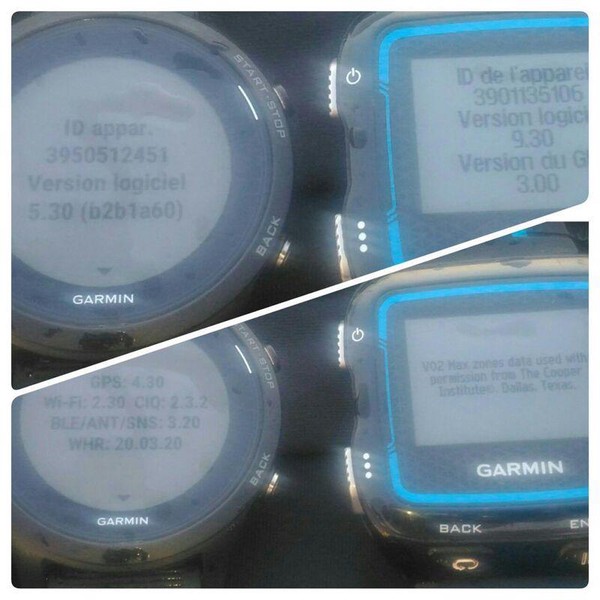 ID appar.
3950512451
Version logiciel
5.30 (b2b1a60)
GARMIN
START·STOP
BACK
ID de l'appareil
3901135106
Version logici
9.30
Version du G
3.00
GPS: 4.30
Wi-Fi: 2.30 CIQ: 2.3.2
BLE/ANT/SNS: 3.20
WHR: 20.03.20
GARMIN
TART·STOP
BACK
VO2 Max zones data used with
permission from The Cooper
Institute®. Dallas, Texas.
GARMIN
BACK
EN